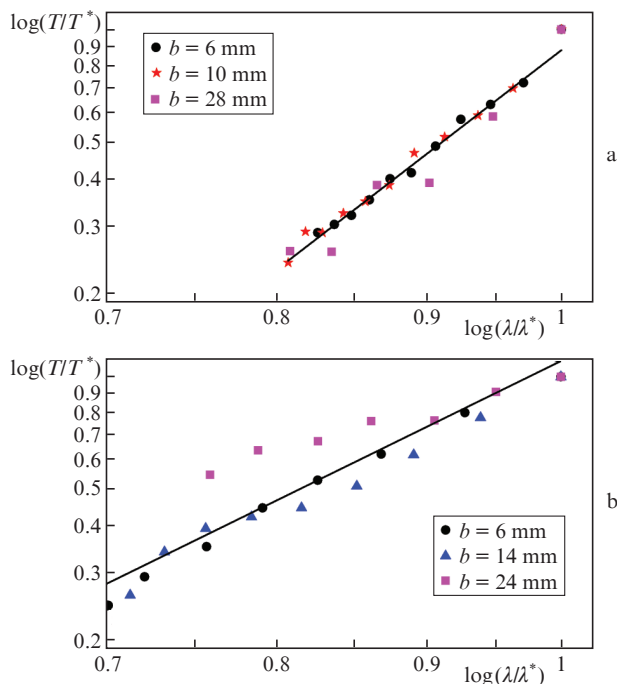 log(T/T*)
0.9
0.8
0.7
0.6
0.5
0.4
0.3
0.2
b = 6 mm
b = 10 mm
b = 28 mm
a
0.7 0.8 0.9 1
log(λ/λ*)
log(T/T*)
0.9
0.8
0.7
0.6
0.5
0.4
0.3
0.2
b = 6 mm
b = 14 mm
b = 24 mm
b
0.7 0.8 0.9 1
log(λ/λ*)